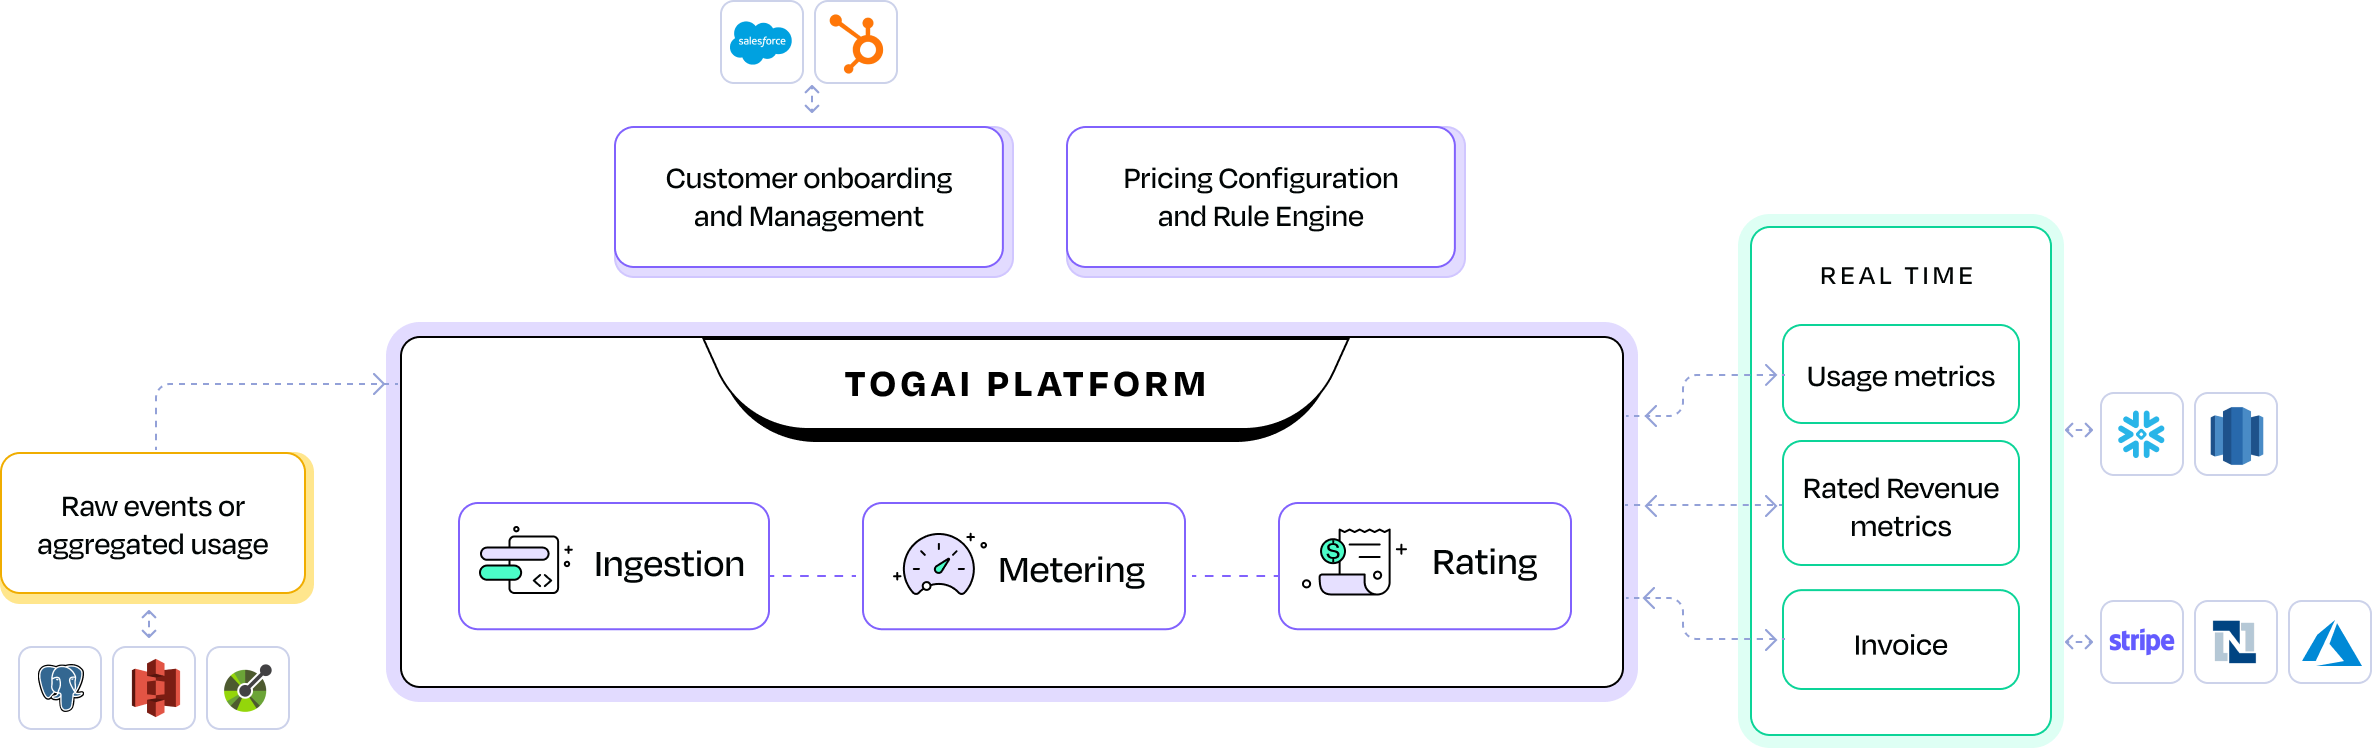 salesforce
Customer onboarding
and Management
Pricing Configuration
and Rule Engine
REAL TIME
TOGAI PLATFORM
Usage metrics
Raw events or
aggregated usage
Rated Revenue
metrics
Ingestion
Metering
Rating
Invoice
stripe
N